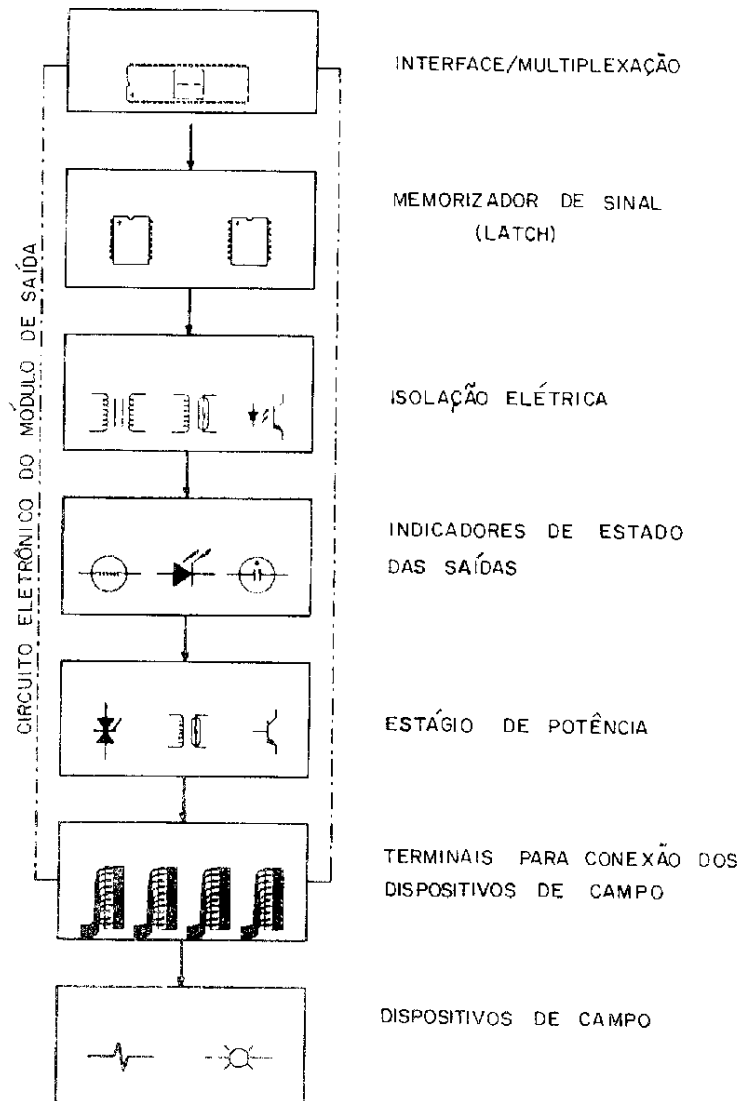 INTERFACE/MULTIPLEXAÇÃO
MEMORIZADOR DE SINAL
(LATCH)
CIRCUITO ELETRÔNICO DO MÓDULO DE SAÍDA
ISOLAÇÃO ELÉTRICA
INDICADORES DE ESTADO
DAS SAÍDAS
ESTÁGIO DE POTÊNCIA
TERMINAIS PARA CONEXÃO DOS
DISPOSITIVOS DE CAMPO
DISPOSITIVOS DE CAMPO